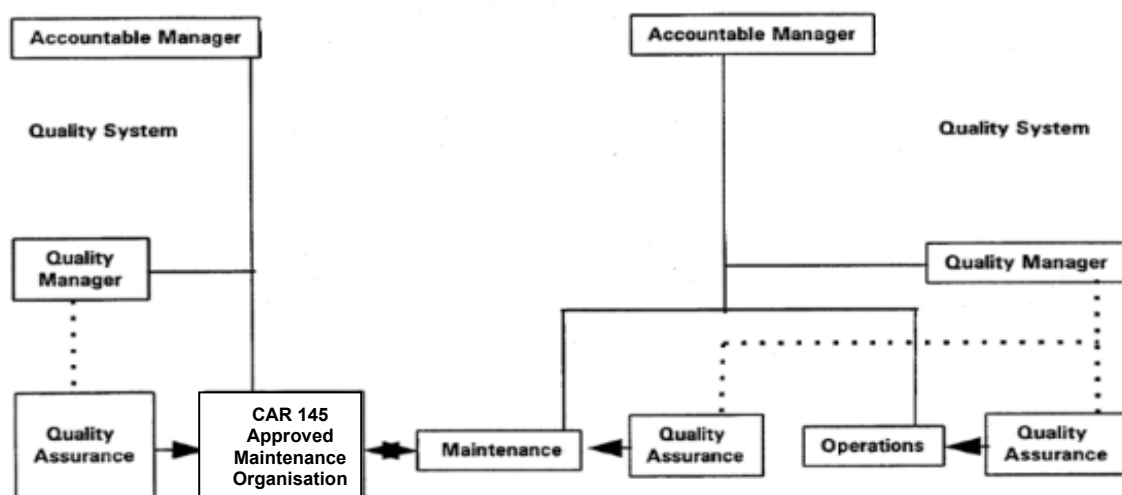 Accountable Manager
Accountable Manager
Quality System
Quality System
Quality
Manager
Quality Manager
Quality
Assurance
CAR 145
Approved
Maintenance
Organisation
Maintenance
Quality
Assurance
Operations
Quality
Assurance